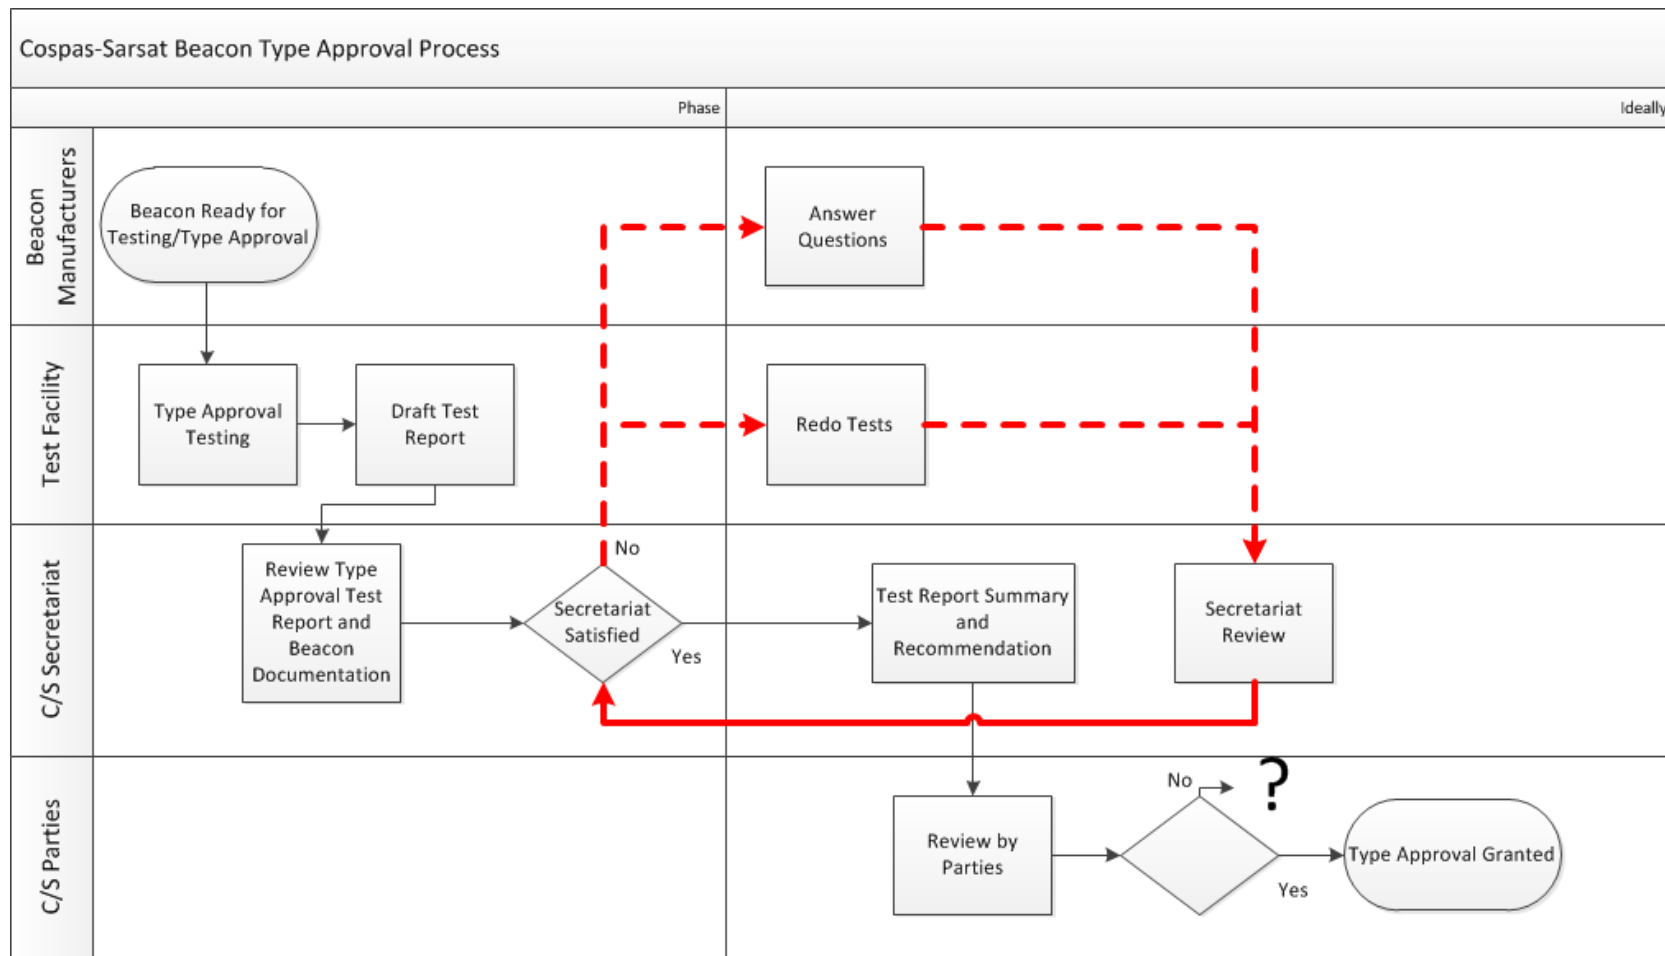 Cospas-Sarsat Beacon Type Approval Process
Phase
Ideally
Beacon
Manufacturers
Beacon Ready for
Testing/Type Approval
Answer
Questions
Test Facility
Type Approval
Testing
Draft Test
Report
Redo Tests
C/S Secretariat
Review Type
Approval Test
Report and
Beacon
Documentation
No
Secretariat
Satisfied
Yes
Test Report Summary
and
Recommendation
Secretariat
Review
C/S Parties
Review by
Parties
No
?
Yes
Type Approval Granted